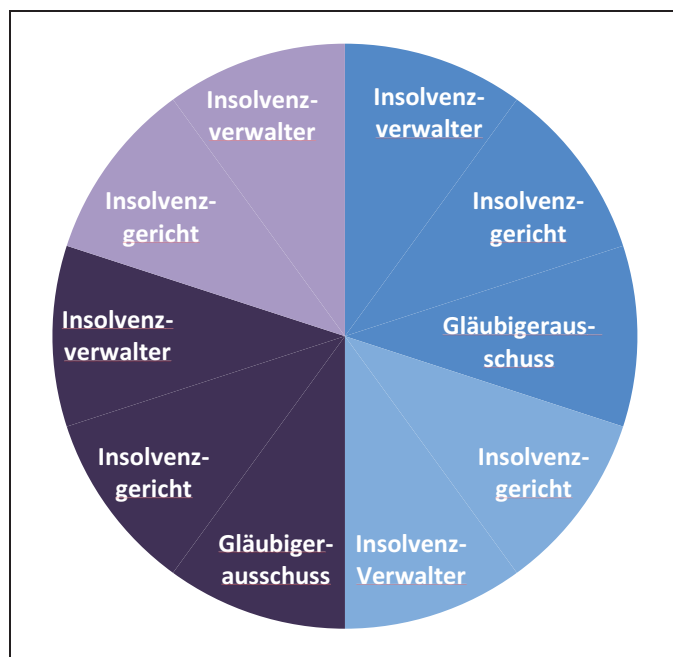 Insolvenz-
verwalter
Insolvenz-
gericht
Gläubigeraus-
schuss
Insolvenz-
gericht
Insolvenz-
Verwalter
Gläubiger-
ausschuss
Insolvenz-
gericht
Insolvenz-
verwalter
Insolvenz-
gericht
Insolvenz-
verwalter